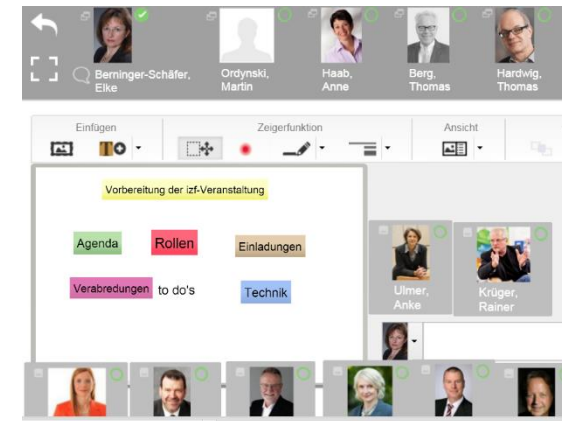 Berninger-Schäfer,
Elke
Ordynski,
Martin
Haab,
Anne
Berg,
Thomas
Hardwig,
Thomas
Einfügen
Zeigerfunktion
Ansicht
T
Vorbereitung der izf-Veranstaltung
Agenda
Rollen
Einladungen
Verabredungen to do's
Technik
Ulmer,
Anke
Krüger,
Rainer